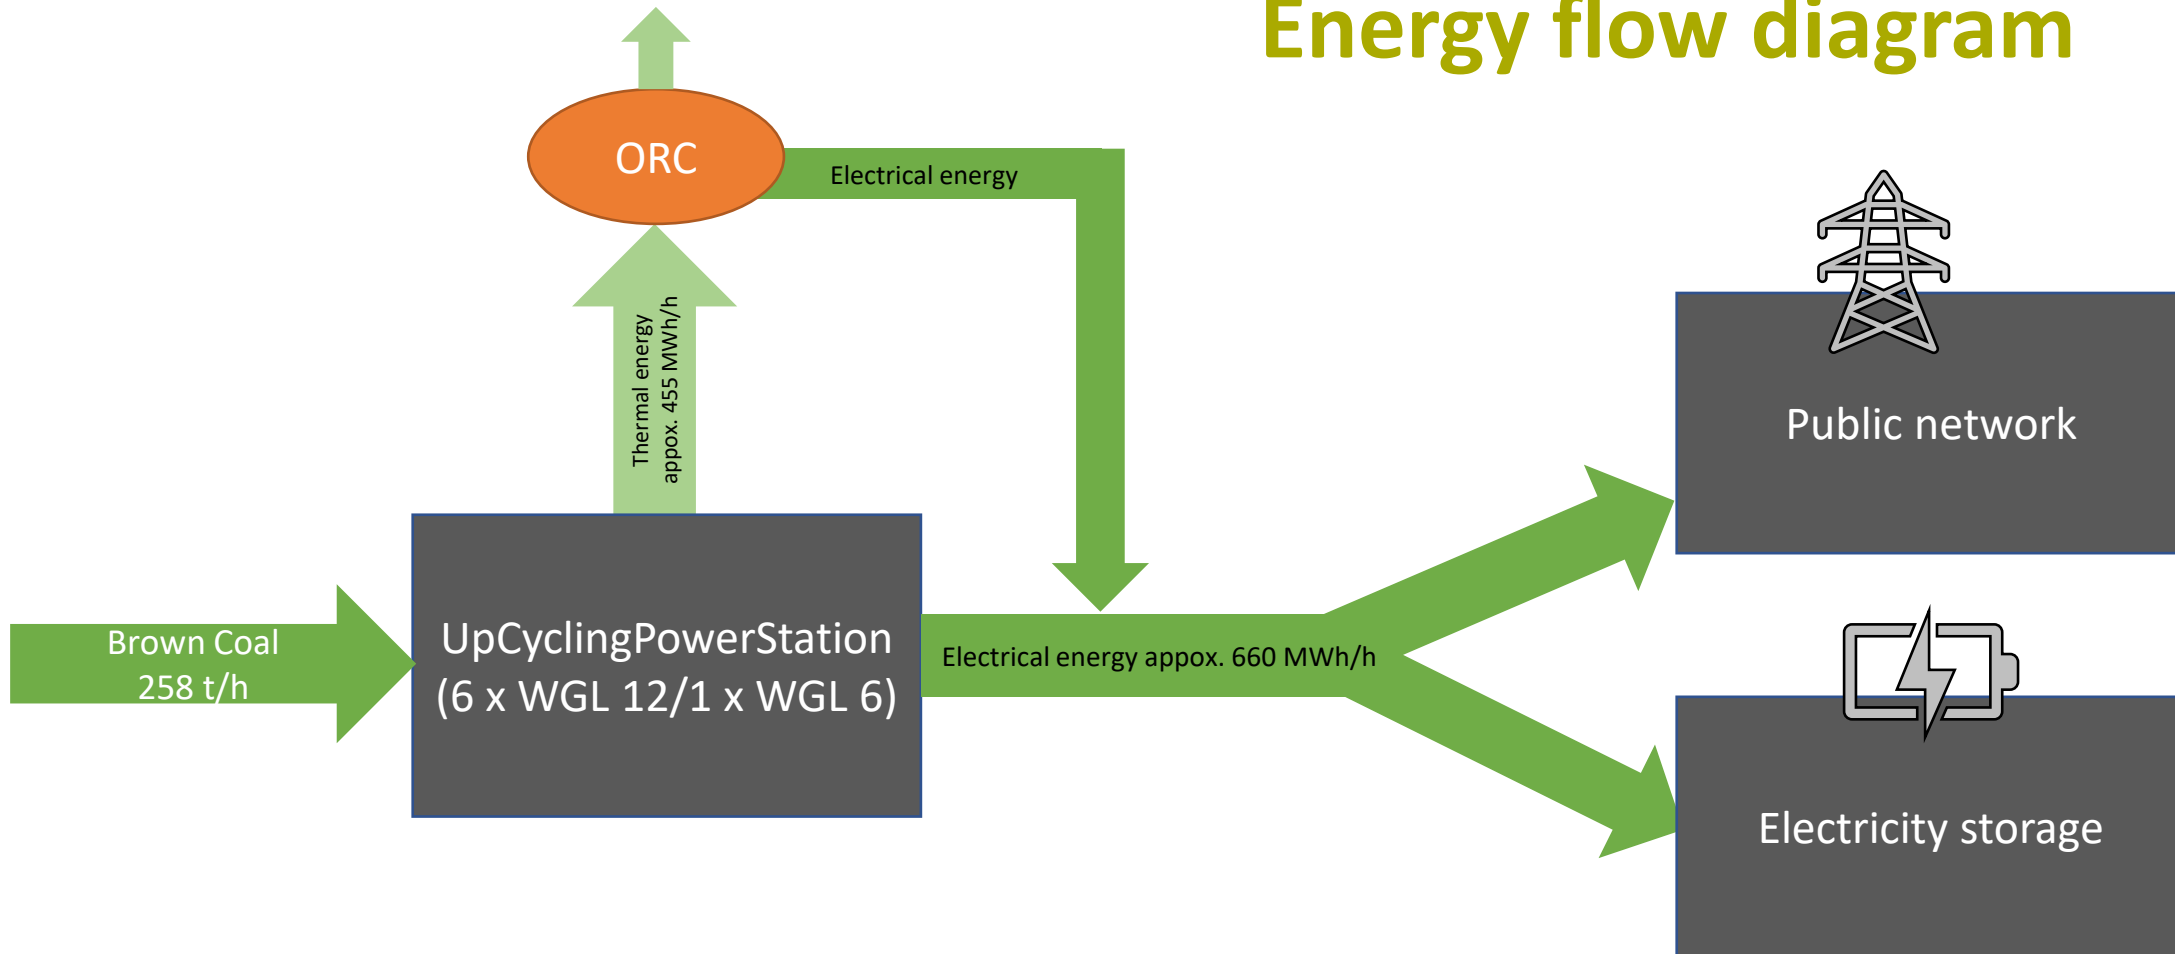 Energy flow diagram
ORC
Electrical energy
Thermal energy
appox. 455 MWh/h
Public network
Brown Coal
258 t/h
UpCyclingPowerStation
(6 x WGL 12/1 x WGL 6)
Electrical energy appox. 660 MWh/h
Electricity storage